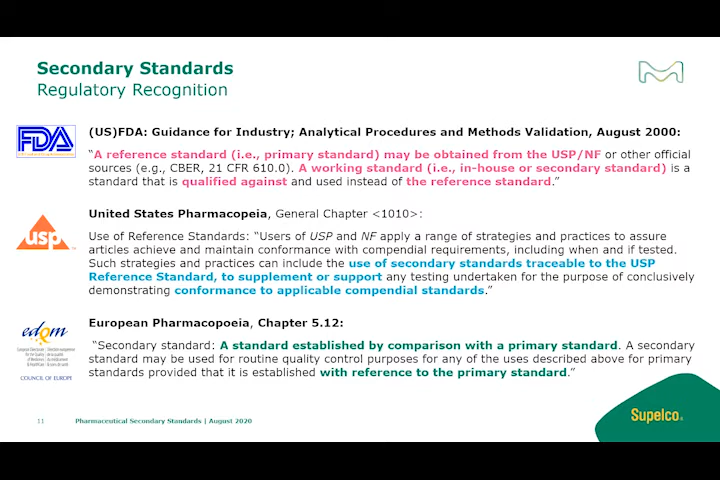 Secondary Standards
Regulatory Recognition
FDA
(US)FDA: Guidance for Industry; Analytical Procedures and Methods Validation, August 2000:
“A reference standard (i.e., primary standard) may be obtained from the USP/NF or other official
sources (e.g., CBER, 21 CFR 610.0). A working standard (i.e., in-house or secondary standard) is a
standard that is qualified against and used instead of the reference standard.”
usp
United States Pharmacopeia, General Chapter <1010>:
Use of Reference Standards: “Users of USP and NF apply a range of strategies and practices to assure
articles achieve and maintain conformance with compendial requirements, including when and if tested.
Such strategies and practices can include the use of secondary standards traceable to the USP
Reference Standard, to supplement or support any testing undertaken for the purpose of conclusively
demonstrating conformance to applicable compendial standards.”
edqm
COUNCIL OF EUROPE
European Pharmacopoeia, Chapter 5.12:
“Secondary standard: A standard established by comparison with a primary standard. A secondary
standard may be used for routine quality control purposes for any of the uses described above for primary
standards provided that it is established with reference to the primary standard.”
11
Pharmaceutical Secondary Standards | August 2020
Supelco